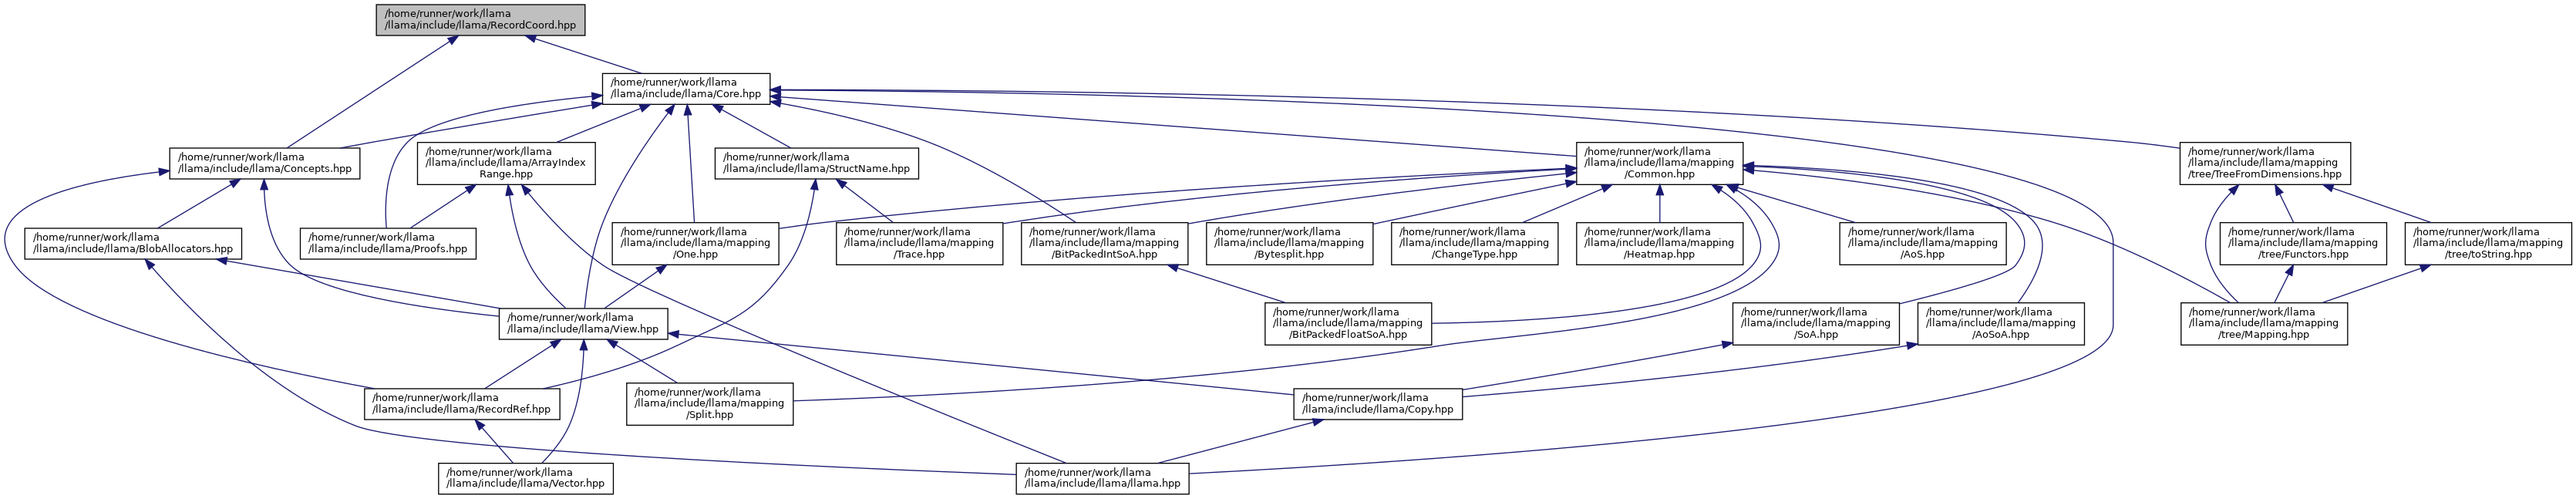 /home/runner/work/llama
/llama/include/llama/RecordCoord.hpp
/home/runner/work/llama
/llama/include/llama/Core.hpp
/home/runner/work/llama
/llama/include/llama/Concepts.hpp
/home/runner/work/llama
/llama/include/llama/ArrayIndex
Range.hpp
/home/runner/work/llama
/llama/include/llama/StructName.hpp
/home/runner/work/llama
/llama/include/llama/mapping
/Common.hpp
/home/runner/work/llama
/llama/include/llama/mapping
/tree/TreeFromDimensions.hpp
/home/runner/work/llama
/llama/include/llama/BlobAllocators.hpp
/home/runner/work/llama
/llama/include/llama/Proofs.hpp
/home/runner/work/llama
/llama/include/llama/mapping
/One.hpp
/home/runner/work/llama
/llama/include/llama/mapping
/Trace.hpp
/home/runner/work/llama
/llama/include/llama/mapping
/BitPackedIntSoA.hpp
/home/runner/work/llama
/llama/include/llama/mapping
/Bytesplit.hpp
/home/runner/work/llama
/llama/include/llama/mapping
/ChangeType.hpp
/home/runner/work/llama
/llama/include/llama/mapping
/Heatmap.hpp
/home/runner/work/llama
/llama/include/llama/mapping
/AoS.hpp
/home/runner/work/llama
/llama/include/llama/mapping
/tree/Functors.hpp
/home/runner/work/llama
/llama/include/llama/mapping
/tree/toString.hpp
/home/runner/work/llama
/llama/include/llama/View.hpp
/home/runner/work/llama
/llama/include/llama/mapping
/BitPackedFloatSoA.hpp
/home/runner/work/llama
/llama/include/llama/mapping
/SoA.hpp
/home/runner/work/llama
/llama/include/llama/mapping
/AoSoA.hpp
/home/runner/work/llama
/llama/include/llama/mapping
/tree/Mapping.hpp
/home/runner/work/llama
/llama/include/llama/RecordRef.hpp
/home/runner/work/llama
/llama/include/llama/mapping
/Split.hpp
/home/runner/work/llama
/llama/include/llama/Copy.hpp
/home/runner/work/llama
/llama/include/llama/Vector.hpp
/home/runner/work/llama
/llama/include/llama/llama.hpp